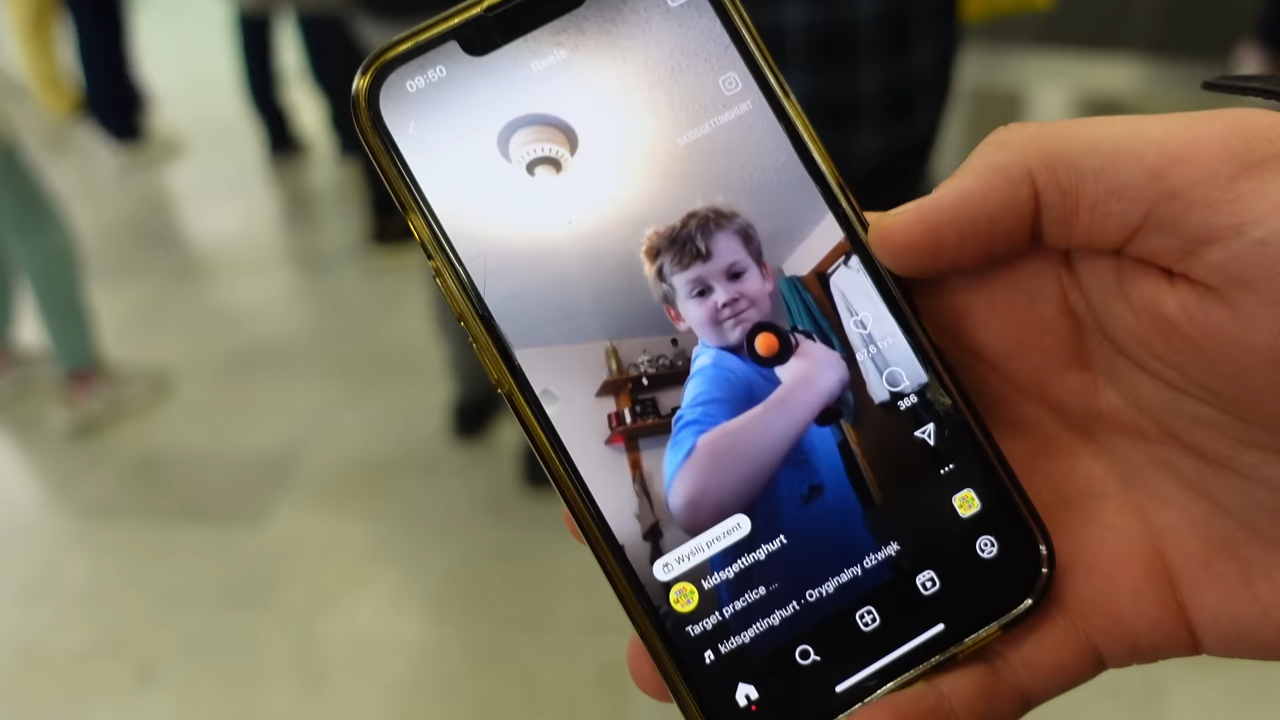 09:50
Reels
@KIDSGETTINGHURT
67,6 tys.
366
Wyślij prezent
kidsgettinghurt
Target practice ...
kidsgettinghurt · Oryginalny dźwięk